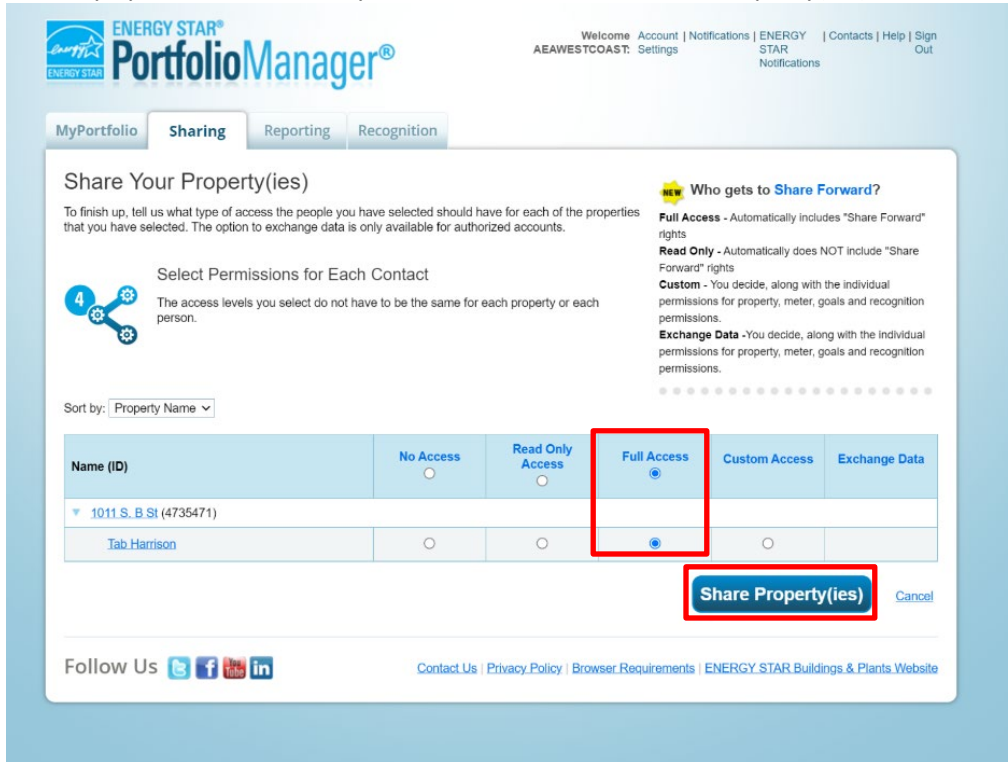 ENERGY STAR®
PortfolioManager®
energy
ENERGY STAR
Welcome AEAWESTCOAST: Account Settings | Notifications | ENERGY STAR Notifications | Contacts | Help | Sign Out
MyPortfolio Sharing Reporting Recognition
Share Your Property(ies)
To finish up, tell us what type of access the people you have selected should have for each of the properties
that you have selected. The option to exchange data is only available for authorized accounts.
4
Select Permissions for Each Contact
The access levels you select do not have to be the same for each property or each
person.
NEW Who gets to Share Forward?
Full Access - Automatically includes "Share Forward"
rights
Read Only - Automatically does NOT include "Share
Forward" rights
Custom - You decide, along with the individual
permissions for property, meter, goals and recognition
permissions.
Exchange Data -You decide, along with the individual
permissions for property, meter, goals and recognition
permissions.
Sort by: Property Name
Name (ID) No Access Read Only Access Full Access Custom Access Exchange Data
1011 S. B St (4735471)
Tab Harrison
Share Property(ies) Cancel
Follow Us You Tube in
Contact Us | Privacy Policy | Browser Requirements | ENERGY STAR Buildings & Plants Website